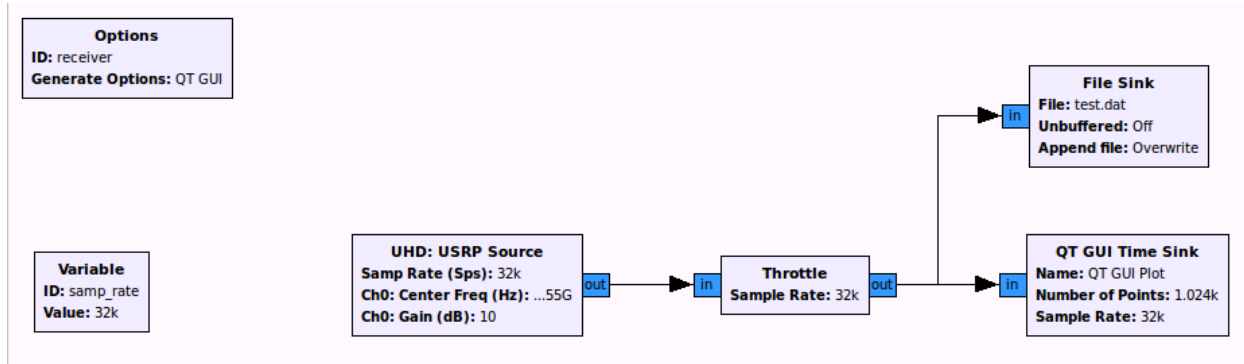 Options
ID: receiver
Generate Options: QT GUI
File Sink
File: test.dat
Unbuffered: Off
Append file: Overwrite
in
Variable
ID: samp_rate
Value: 32k
UHD: USRP Source
Samp Rate (Sps): 32k
Ch0: Center Freq (Hz): ...55G
Ch0: Gain (dB): 10
out
in
Throttle
Sample Rate: 32k
out
in
QT GUI Time Sink
Name: QT GUI Plot
Number of Points: 1.024k
Sample Rate: 32k